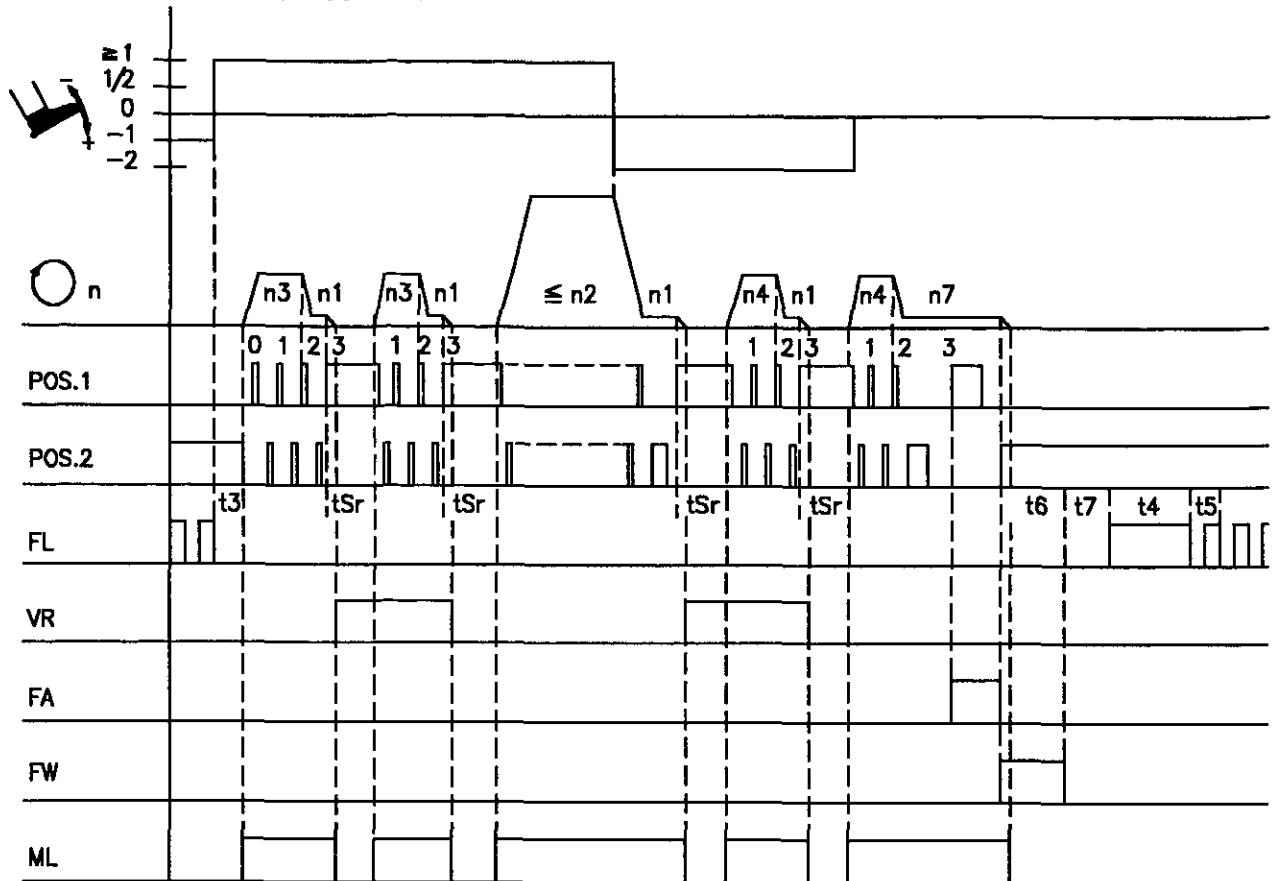 ≧1
1/2
0
-1
-2
- +
n
n3 n1 n3 n1 ≦ n2 n1 n4 n1 n4 n7
0 1 2 3 1 2 3 1 2 3 1 2 3
POS.1
POS.2
t3 tSr tSr tSr tSr t6 t7 t4 t5
FL
VR
FA
FW
ML